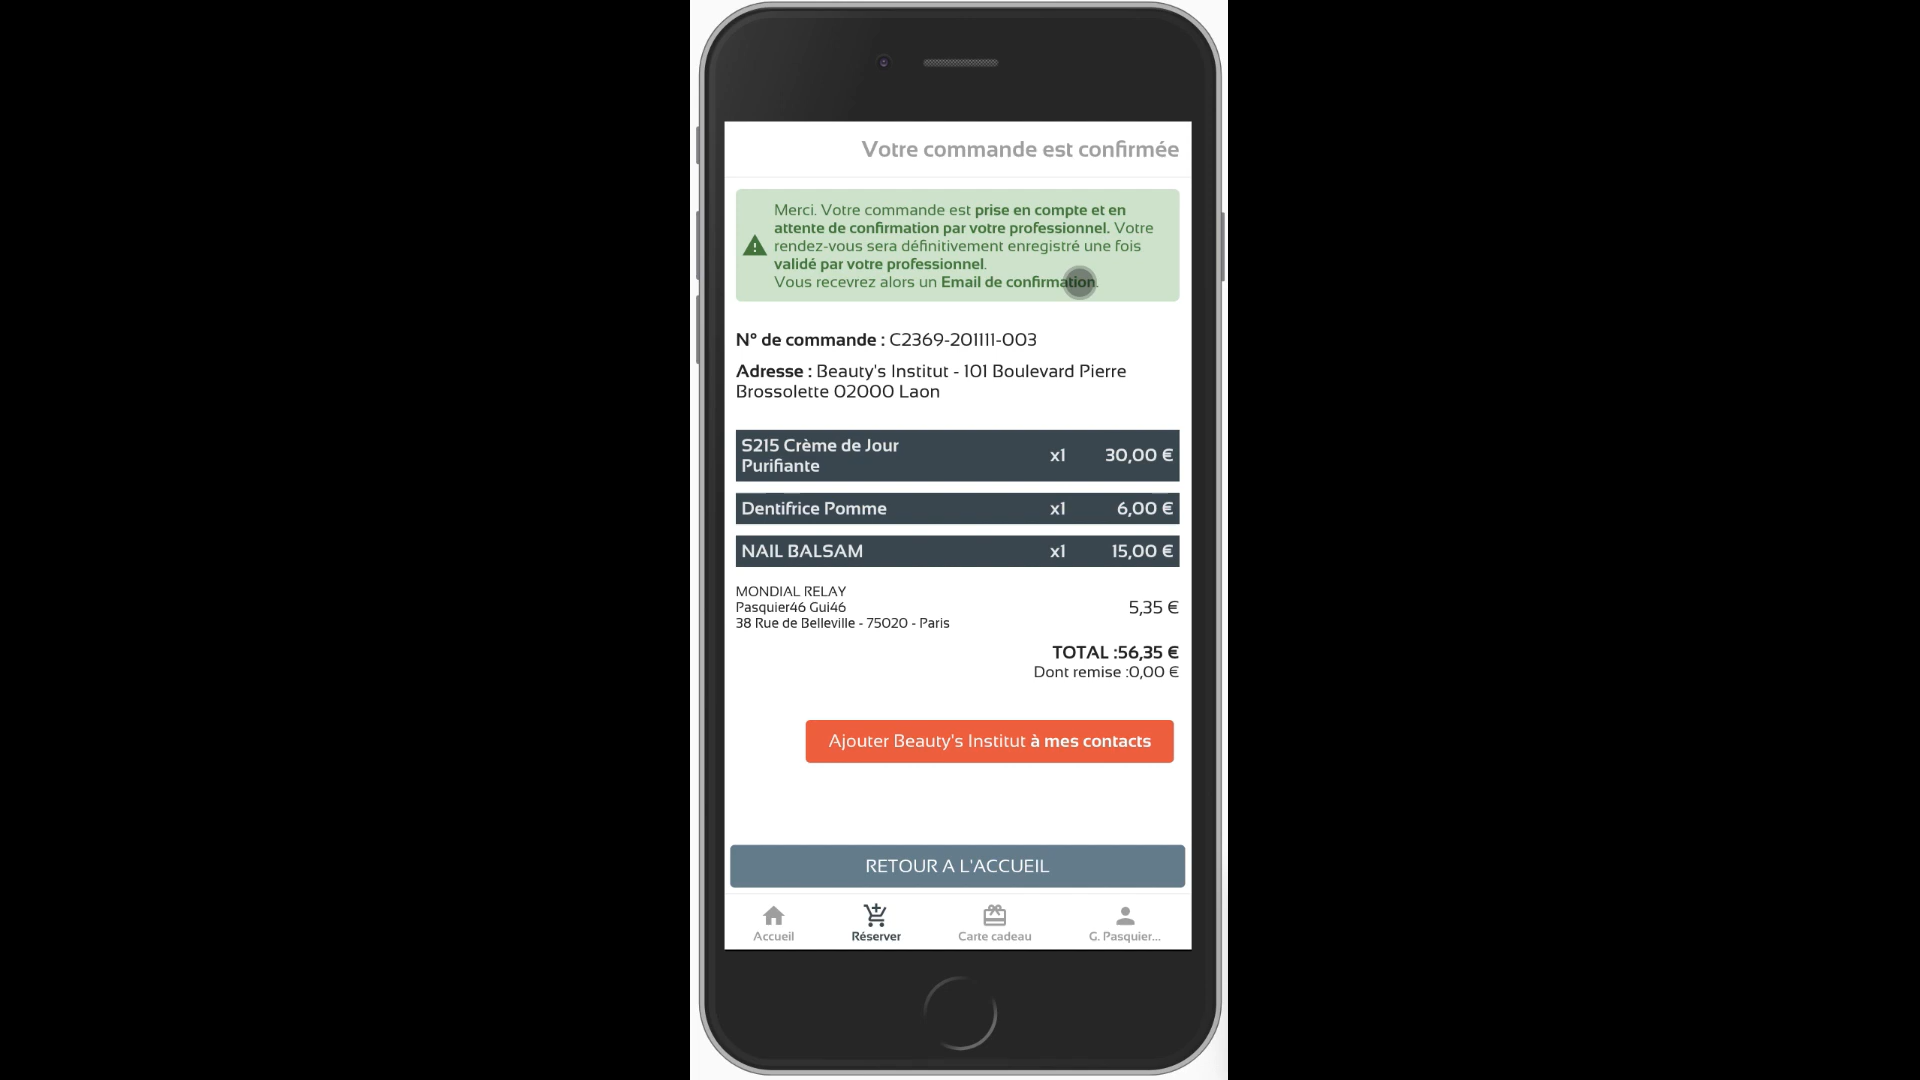 Votre commande est confirmée
Merci. Votre commande est prise en compte et en
attente de confirmation par votre professionnel. Votre
rendez-vous sera définitivement enregistré une fois
validé par votre professionnel.
Vous recevrez alors un Email de confirmation.
N° de commande : C2369-201111-003
Adresse : Beauty's Institut - 101 Boulevard Pierre
Brossolette 02000 Laon
S215 Crème de Jour
Purifiante x1 30,00 €
Dentifrice Pomme x1 6,00 €
NAIL BALSAM x1 15,00 €
MONDIAL RELAY
Pasquier46 Gui46 5,35 €
38 Rue de Belleville - 75020 - Paris
TOTAL :56,35 €
Dont remise :0,00 €
Ajouter Beauty's Institut à mes contacts
RETOUR A L'ACCUEIL
Accueil Réserver Carte cadeau G. Pasquier...